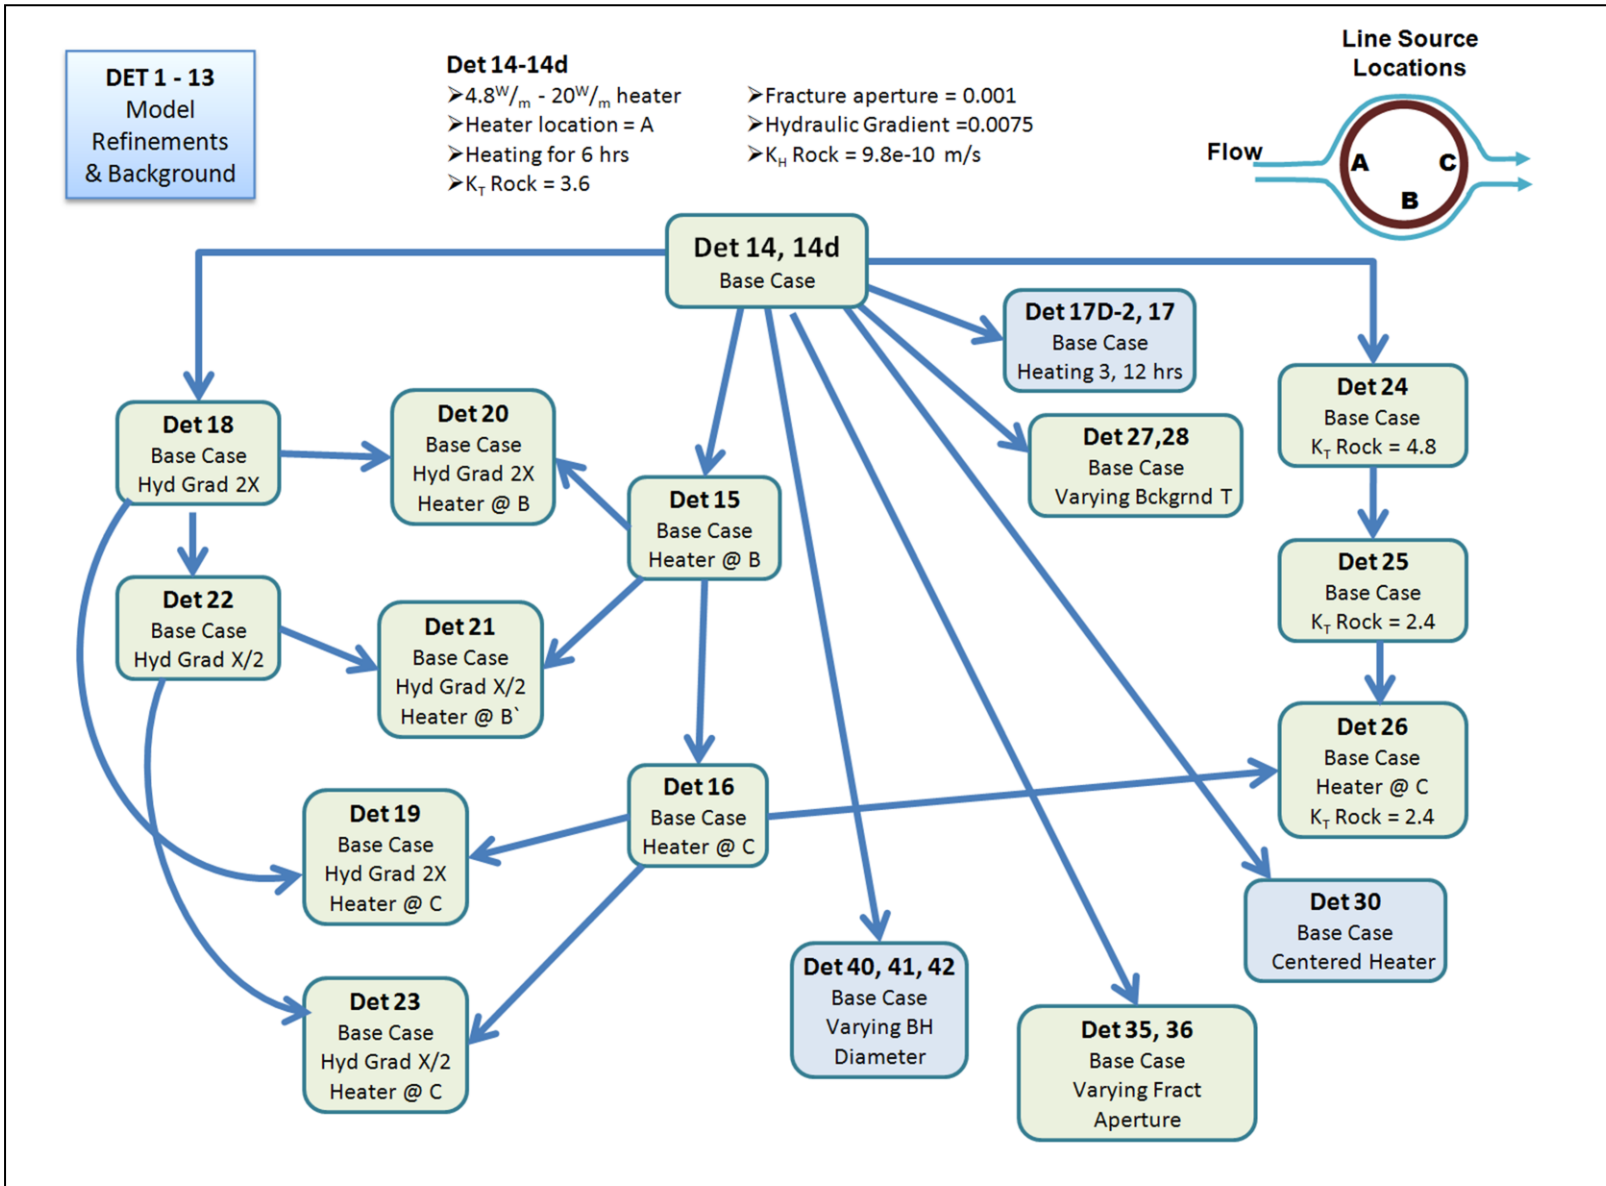 DET 1 - 13
Model
Refinements
& Background
Det 14-14d
➢4.8W/m - 20W/m heater
➢Heater location = A
➢Heating for 6 hrs
➢KT Rock = 3.6
➢Fracture aperture = 0.001
➢Hydraulic Gradient =0.0075
➢KH Rock = 9.8e-10 m/s
Line Source
Locations
Flow
A
C
B
Det 14, 14d
Base Case
Det 17D-2, 17
Base Case
Heating 3, 12 hrs
Det 24
Base Case
KT Rock = 4.8
Det 18
Base Case
Hyd Grad 2X
Det 20
Base Case
Hyd Grad 2X
Heater @ B
Det 27,28
Base Case
Varying Bckgrnd T
Det 15
Base Case
Heater @ B
Det 25
Base Case
KT Rock = 2.4
Det 22
Base Case
Hyd Grad X/2
Det 21
Base Case
Hyd Grad X/2
Heater @ B`
Det 26
Base Case
Heater @ C
KT Rock = 2.4
Det 16
Base Case
Heater @ C
Det 19
Base Case
Hyd Grad 2X
Heater @ C
Det 30
Base Case
Centered Heater
Det 40, 41, 42
Base Case
Varying BH
Diameter
Det 23
Base Case
Hyd Grad X/2
Heater @ C
Det 35, 36
Base Case
Varying Fract
Aperture